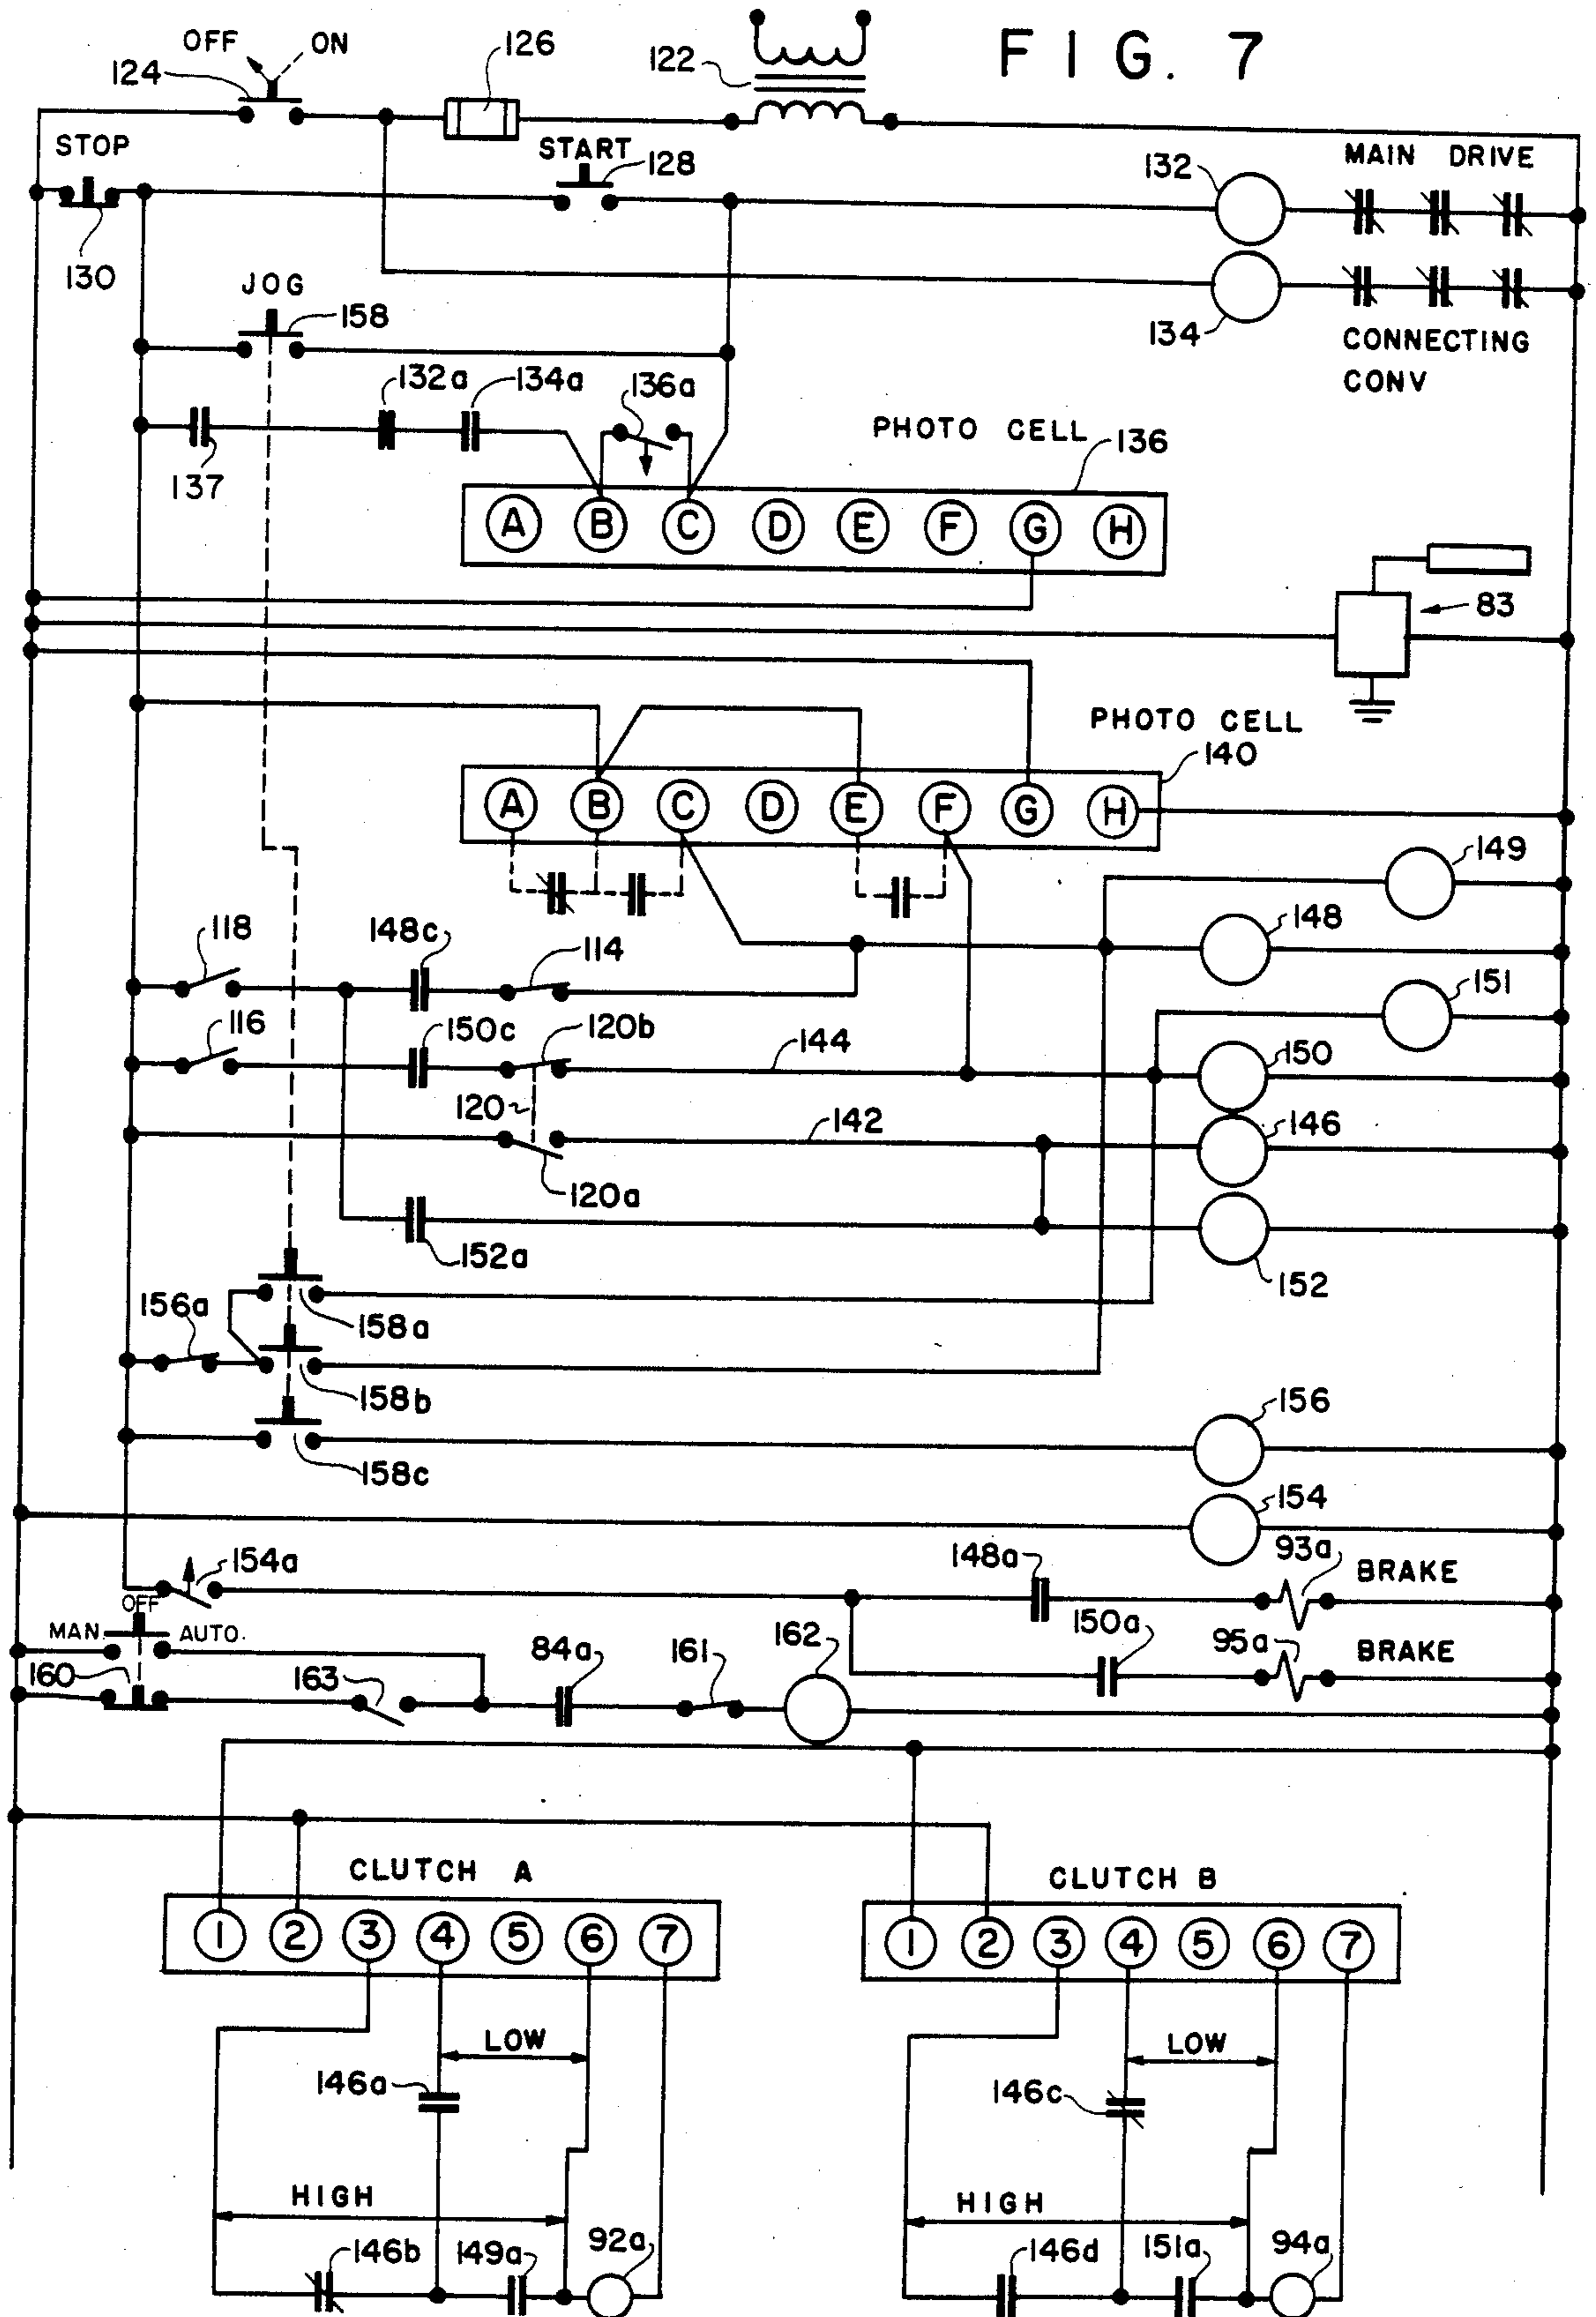 FIG. 7
OFF ON
124
126
122
STOP
START
128
132
MAIN DRIVE
130
JOG
158
134
CONNECTING
CONV
132a
134a
136a
137
PHOTO CELL
136
A B C D E F G H
83
PHOTO CELL
140
A B C D E F G H
149
118
148c
114
148
151
116
150c
120b
144
150
120
142
146
120a
152a
152
156a
158a
158b
156
158c
154
154a
148a
93a
BRAKE
OFF
MAN AUTO.
150a
95a
BRAKE
160
163
84a
161
162
CLUTCH A
CLUTCH B
1 2 3 4 5 6 7
1 2 3 4 5 6 7
LOW
LOW
146a
146c
HIGH
HIGH
146b
149a
92a
146d
151a
94a